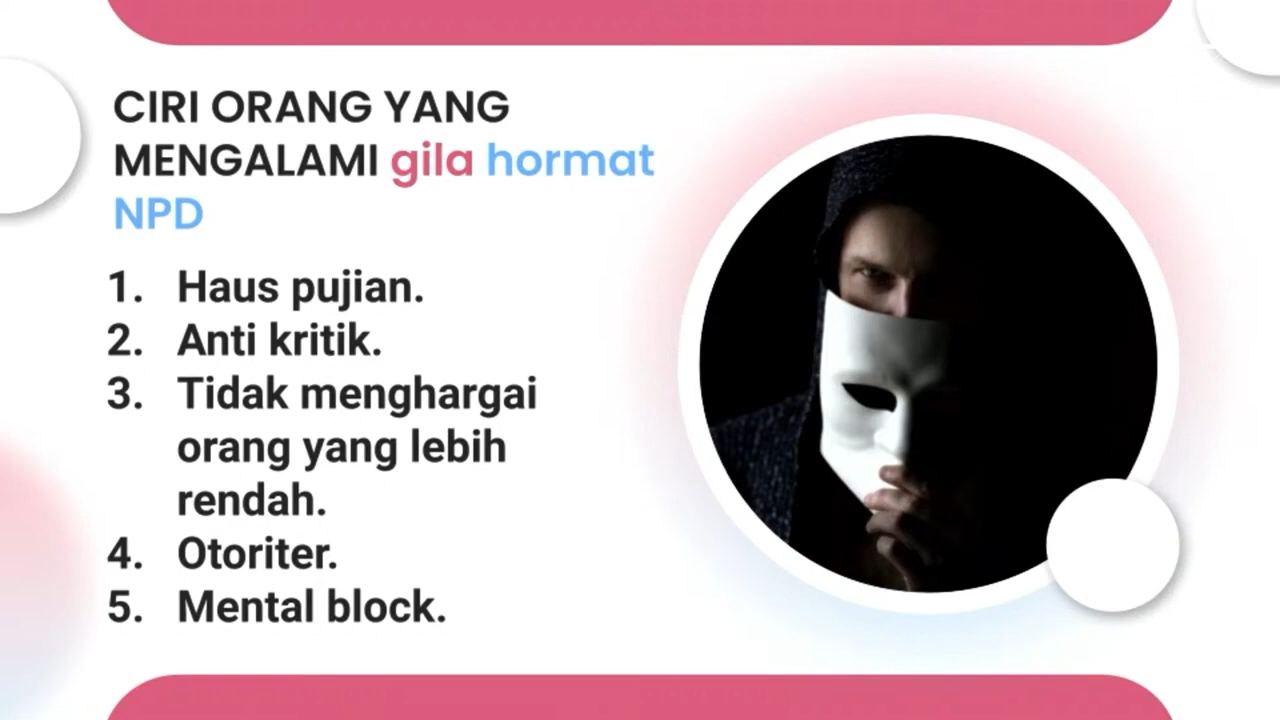 CIRI ORANG YANG
MENGALAMI gila hormat
NPD
1. Haus pujian.
2. Anti kritik.
3. Tidak menghargai
orang yang lebih
rendah.
4. Otoriter.
5. Mental block.